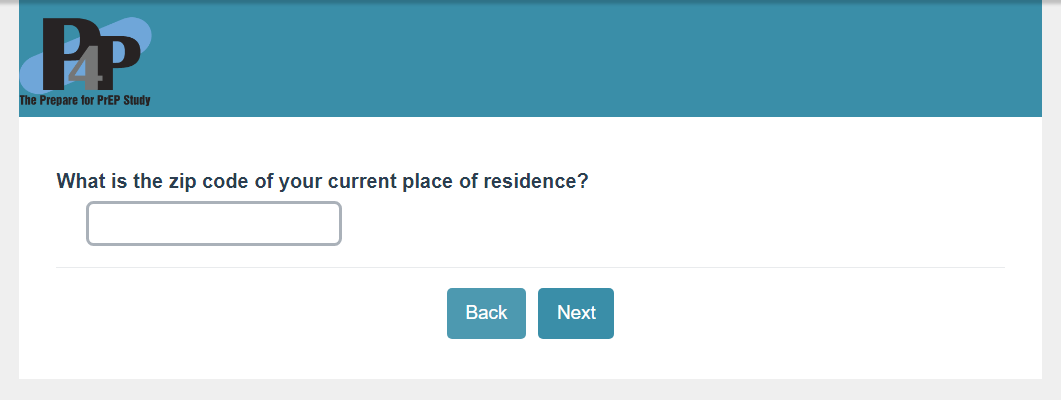 P4P
The Prepare for PrEP Study
What is the zip code of your current place of residence?
Back
Next